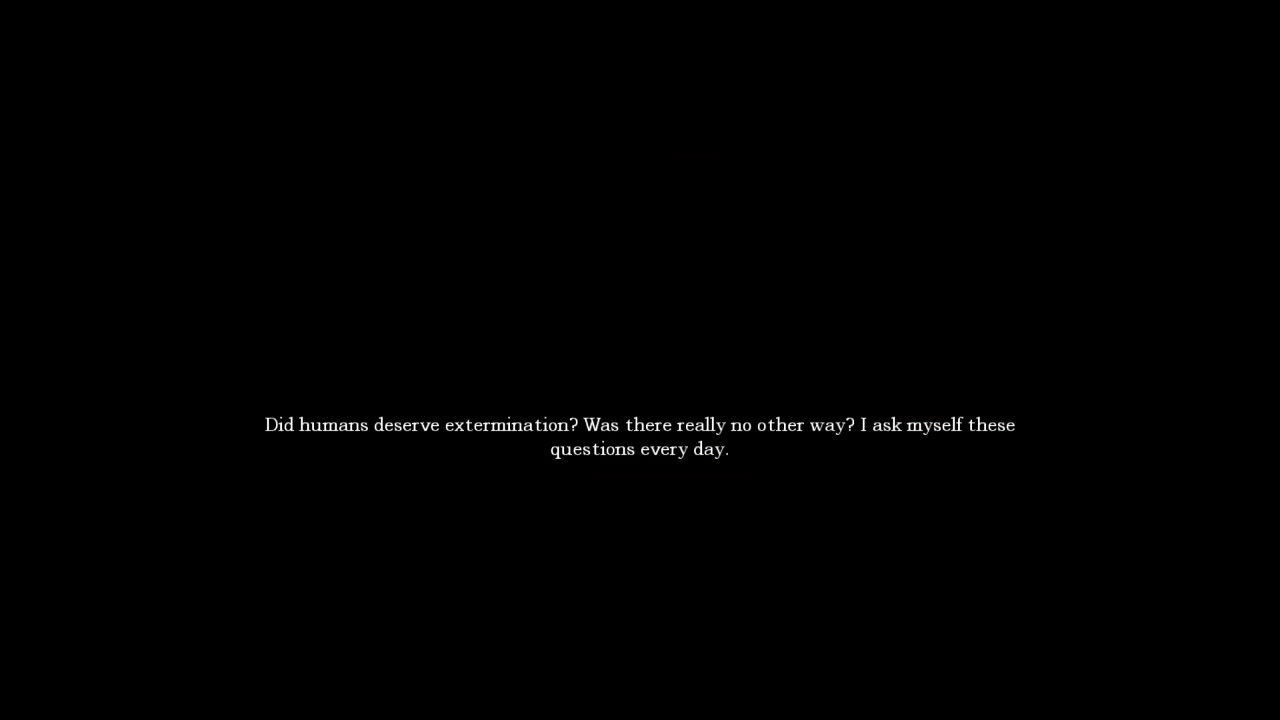 Did humans deserve extermination? Was there really no other way? I ask myself these
questions every day.